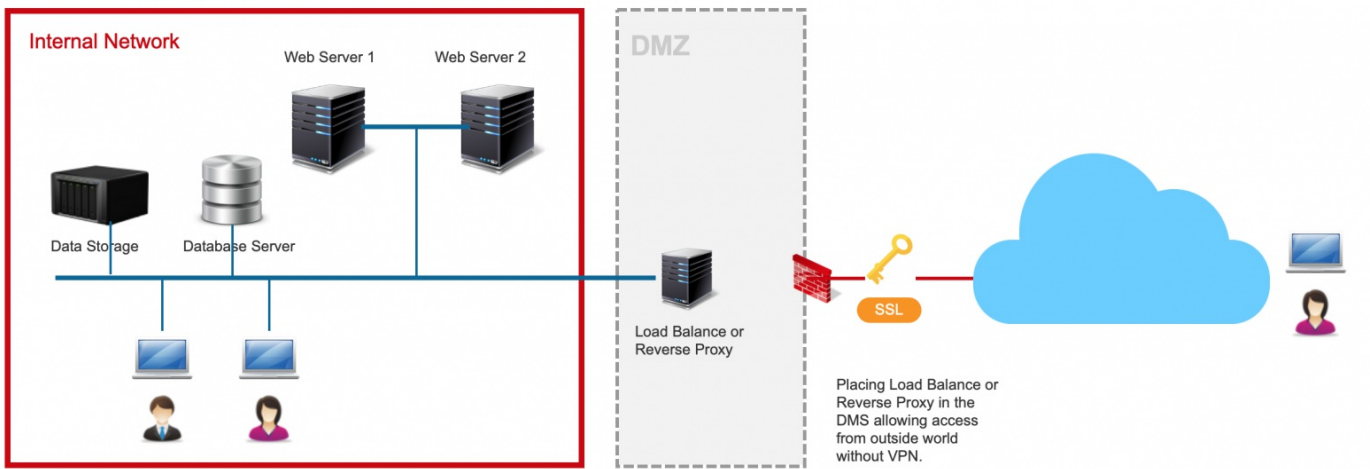 Internal Network
Web Server 1
Web Server 2
DMZ
Data Storage
Database Server
Load Balance or
Reverse Proxy
SSL
Placing Load Balance or
Reverse Proxy in the
DMS allowing access
from outside world
without VPN.